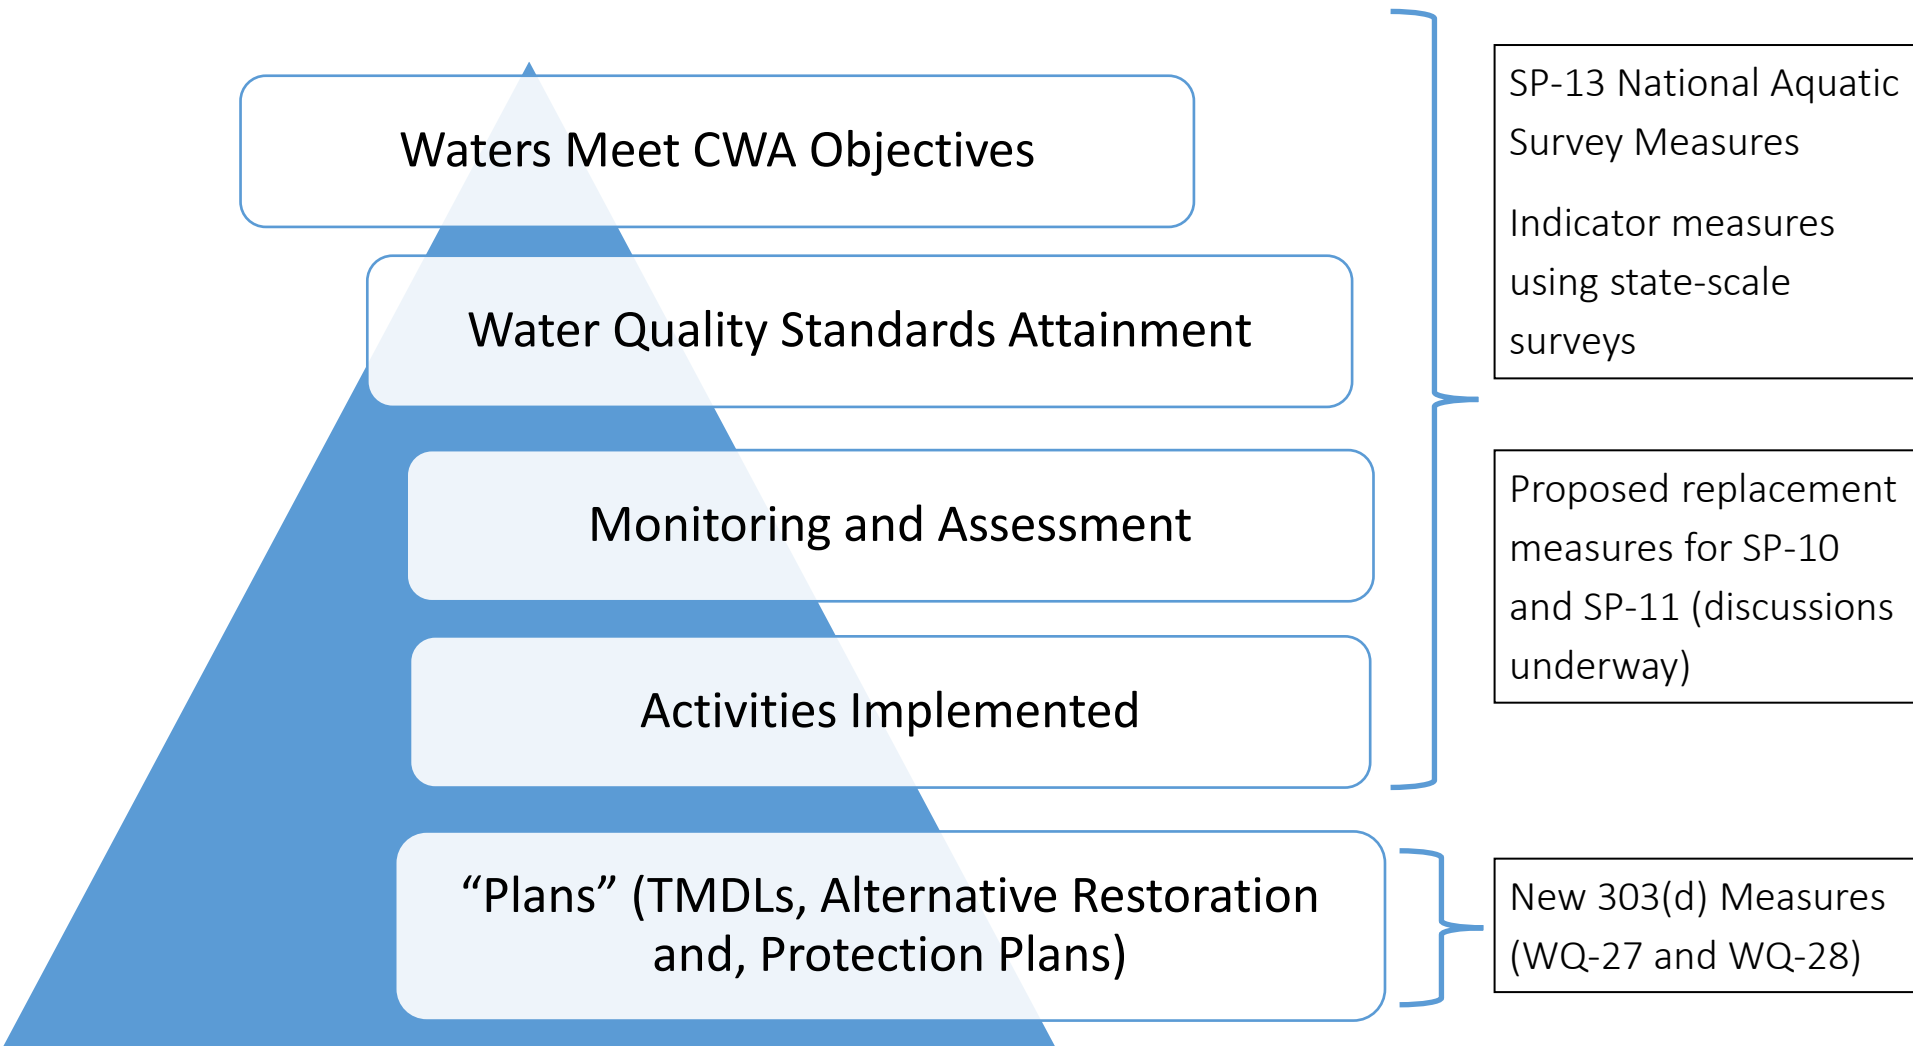 Waters Meet CWA Objectives
Water Quality Standards Attainment
Monitoring and Assessment
Activities Implemented
“Plans” (TMDLs, Alternative Restoration
and, Protection Plans)
SP-13 National Aquatic
Survey Measures
Indicator measures
using state-scale
surveys
Proposed replacement
measures for SP-10
and SP-11 (discussions
underway)
New 303(d) Measures
(WQ-27 and WQ-28)